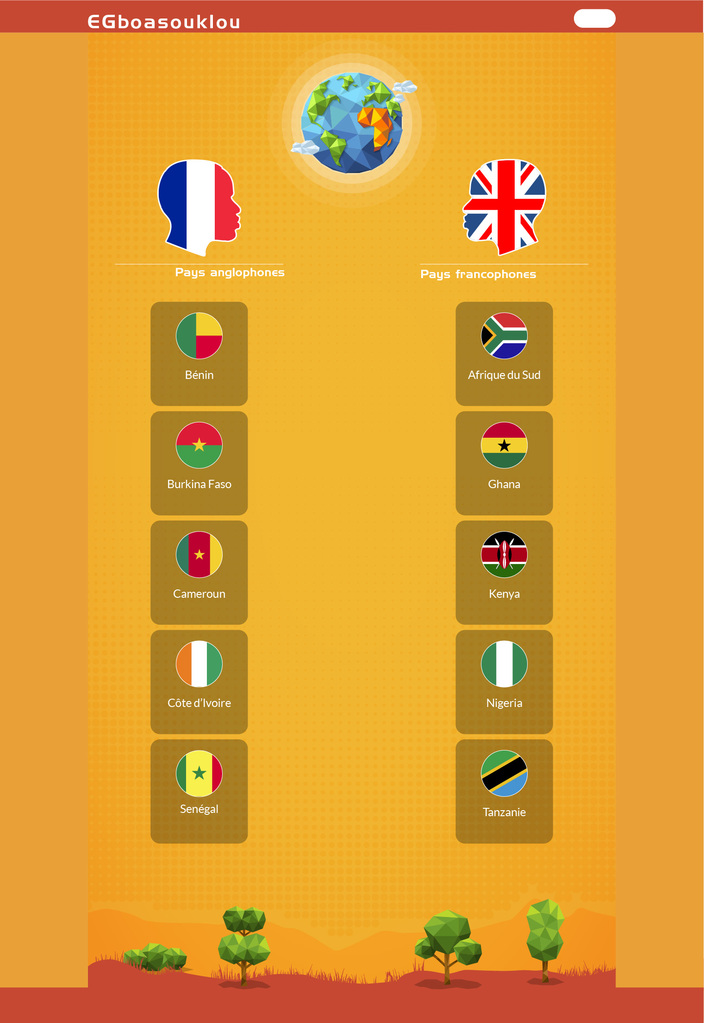 EGboasouklou
Pays anglophones
Pays francophones
Bénin
Afrique du Sud
Burkina Faso
Ghana
Cameroun
Kenya
Côte d'Ivoire
Nigeria
Senégal
Tanzanie